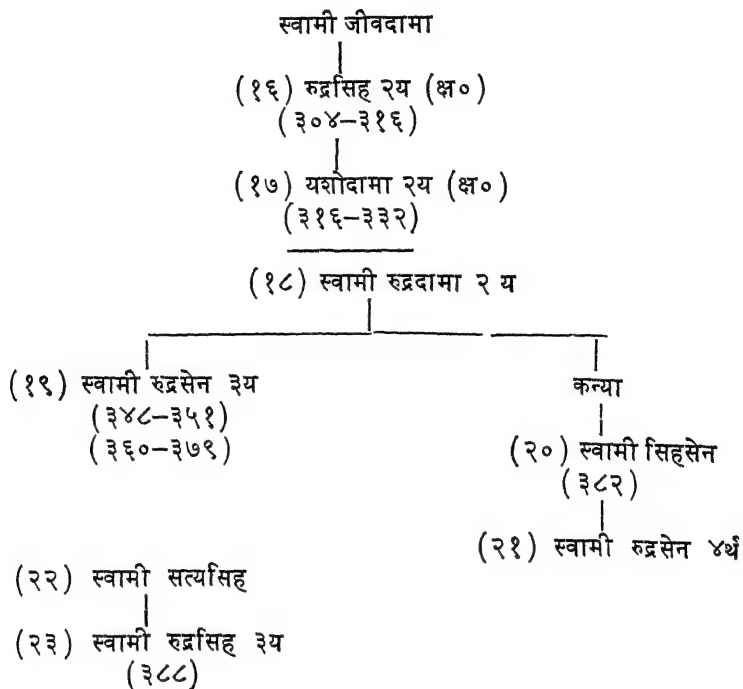 स्वामी जीवदामा
(१६) रुद्रसिंह २य (क्ष०)
(३०४–३१६)
(१७) यशोदामा २य (क्ष०)
(३१६–३३२)
(१८) स्वामी रुद्रदामा २ य
(१९) स्वामी रुद्रसेन ३य
(३४८–३५१)
(३६०–३७९)
कन्या
(२०) स्वामी सिंहसेन
(३८२)
(२१) स्वामी रुद्रसेन ४र्थ
(२२) स्वामी सत्यसिंह
(२३) स्वामी रुद्रसिंह ३य
(३८८)